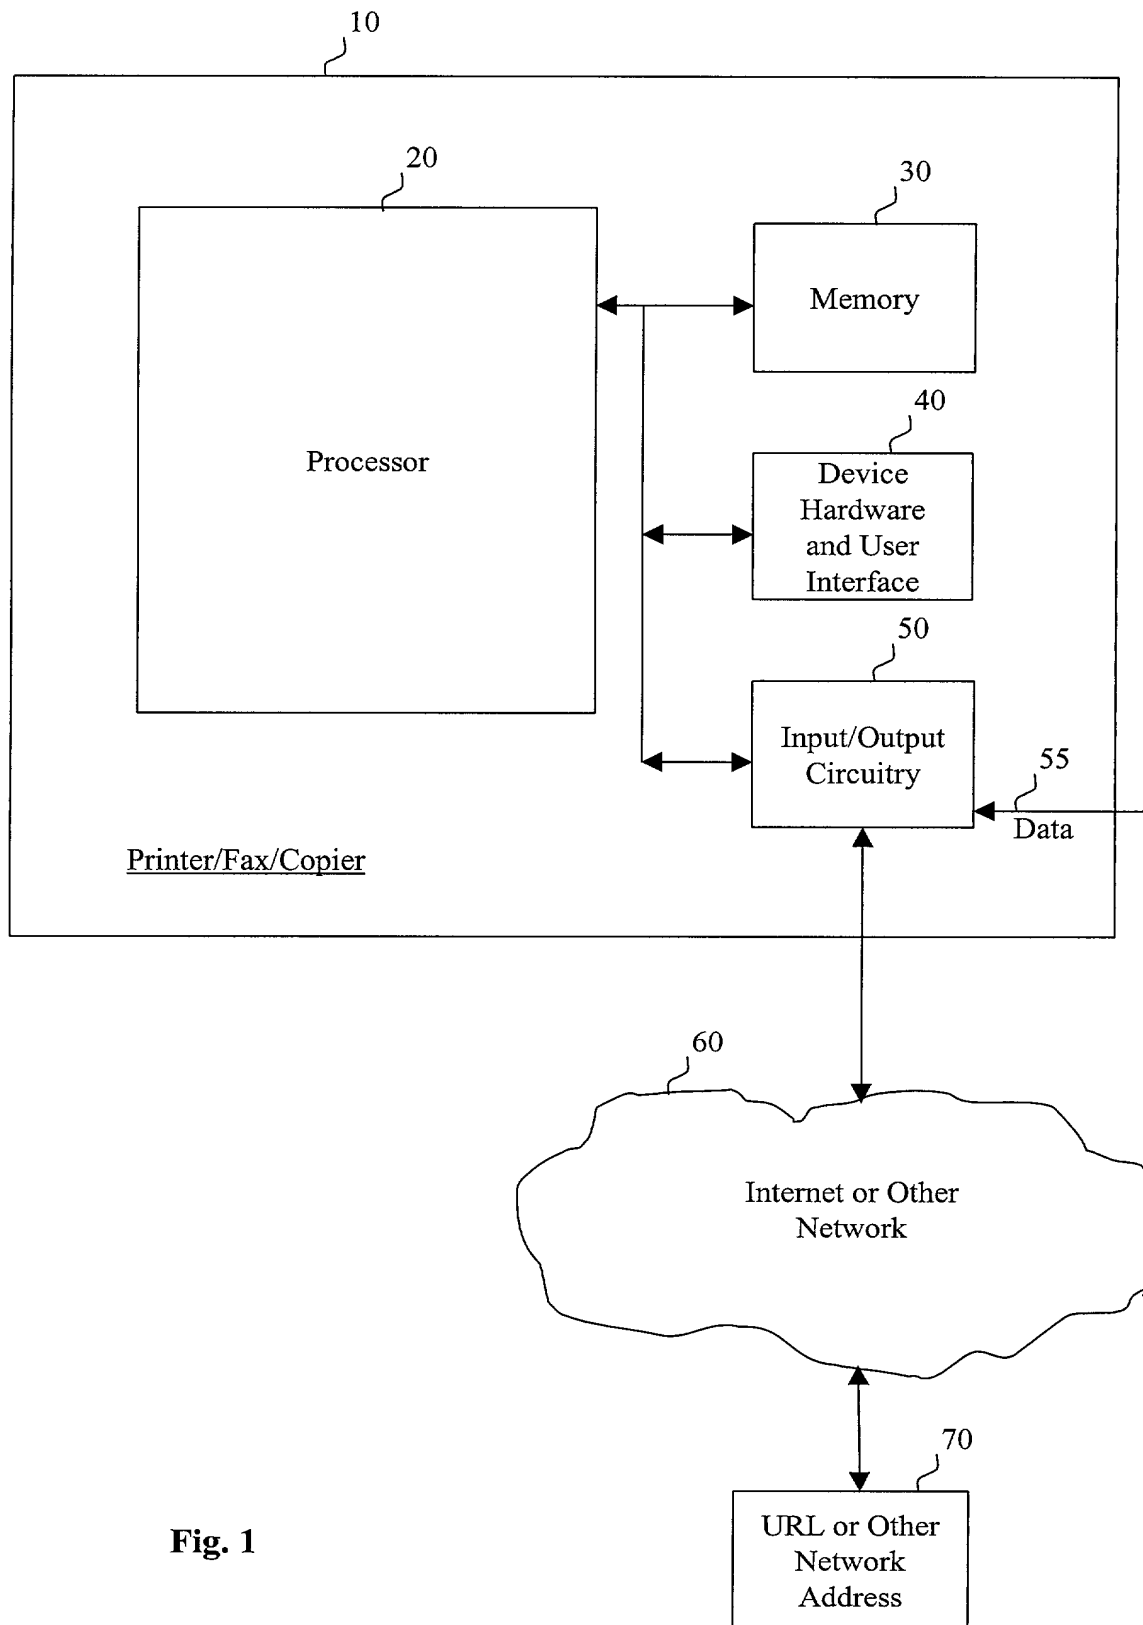 10
20
30
Memory
Processor
40
Device
Hardware
and User
Interface
50
Input/Output
Circuitry
55
Data
Printer/Fax/Copier
60
Internet or Other
Network
70
URL or Other
Network
Address
Fig. 1